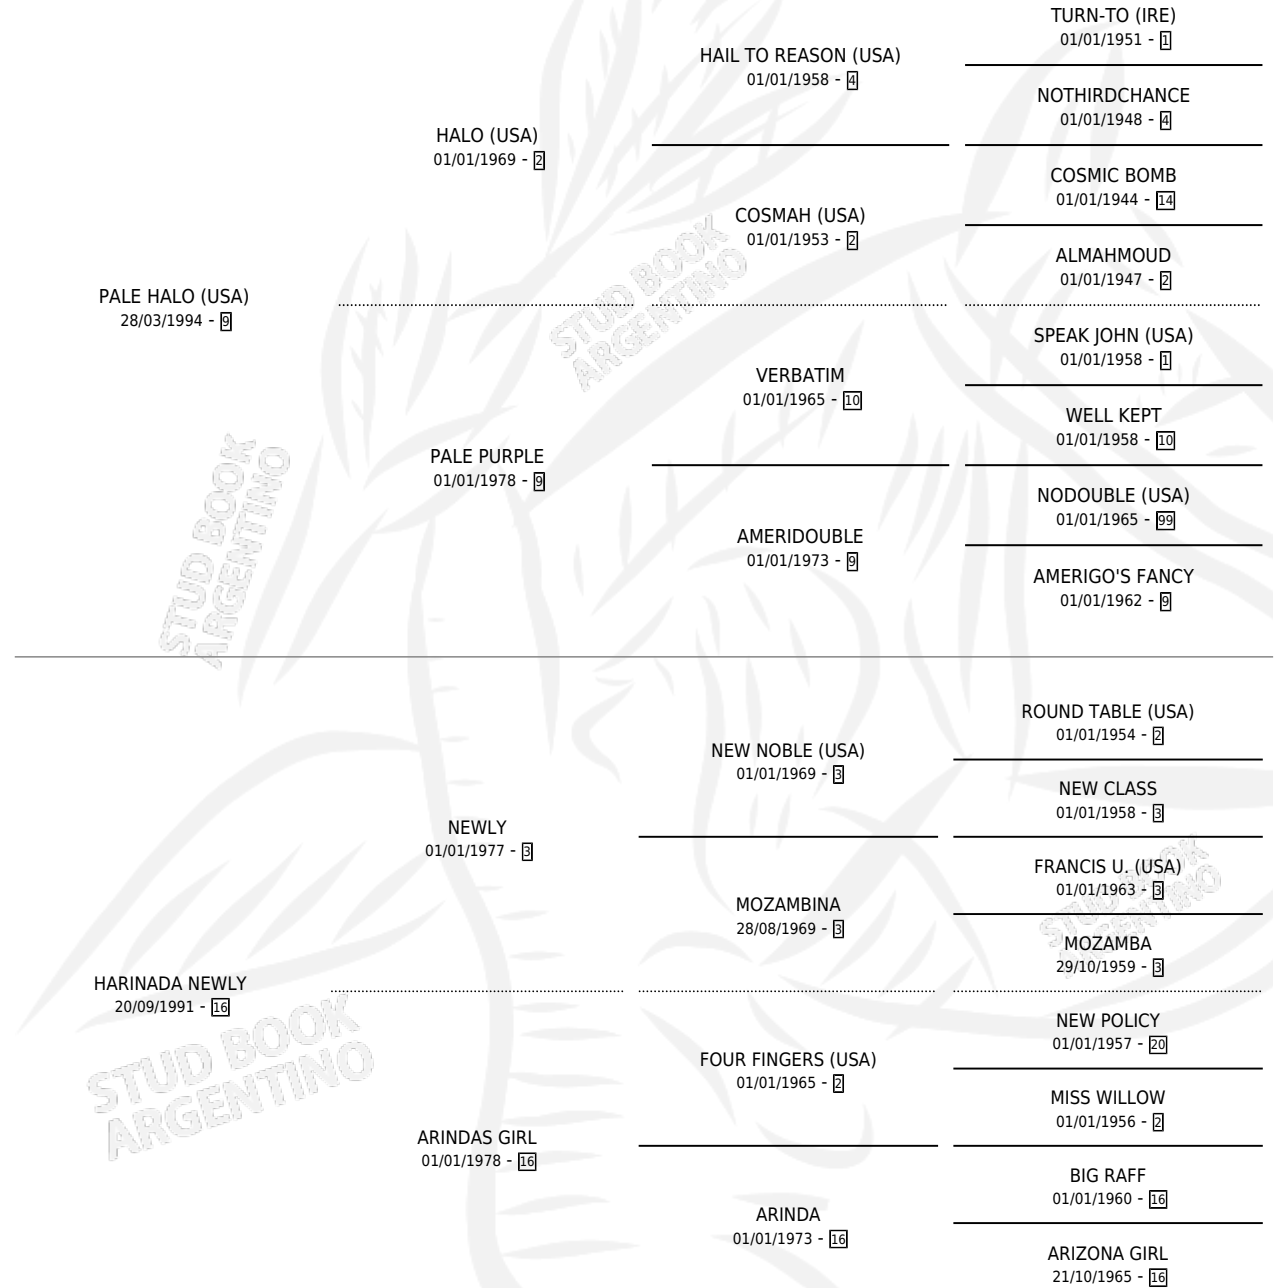 TURN-TO (IRE)
01/01/1951 - 1
HAIL TO REASON (USA)
01/01/1958 - 4
NOTHIRDCHANCE
01/01/1948 - 4
HALO (USA)
01/01/1969 - 2
COSMIC BOMB
01/01/1944 - 14
COSMAH (USA)
01/01/1953 - 2
ALMAHMOUD
01/01/1947 - 2
PALE HALO (USA)
28/03/1994 - 9
SPEAK JOHN (USA)
01/01/1958 - 1
VERBATIM
01/01/1965 - 10
WELL KEPT
01/01/1958 - 10
PALE PURPLE
01/01/1978 - 9
NODOUBLE (USA)
01/01/1965 - 99
AMERIDOUBLE
01/01/1973 - 9
AMERIGO'S FANCY
01/01/1962 - 9
ROUND TABLE (USA)
01/01/1954 - 2
NEW NOBLE (USA)
01/01/1969 - 3
NEW CLASS
01/01/1958 - 3
NEWLY
01/01/1977 - 3
FRANCIS U. (USA)
01/01/1963 - 3
MOZAMBINA
28/08/1969 - 3
MOZAMBA
29/10/1959 - 3
HARINADA NEWLY
20/09/1991 - 16
NEW POLICY
01/01/1957 - 20
FOUR FINGERS (USA)
01/01/1965 - 2
MISS WILLOW
01/01/1956 - 2
ARINDAS GIRL
01/01/1978 - 16
BIG RAFF
01/01/1960 - 16
ARINDA
01/01/1973 - 16
ARIZONA GIRL
21/10/1965 - 16
STUD BOOK
ARGENTINO
STUD BOOK
ARGENTINO
STUD BOOK
ARGENTINO
STUD BOOK
ARGENTINO